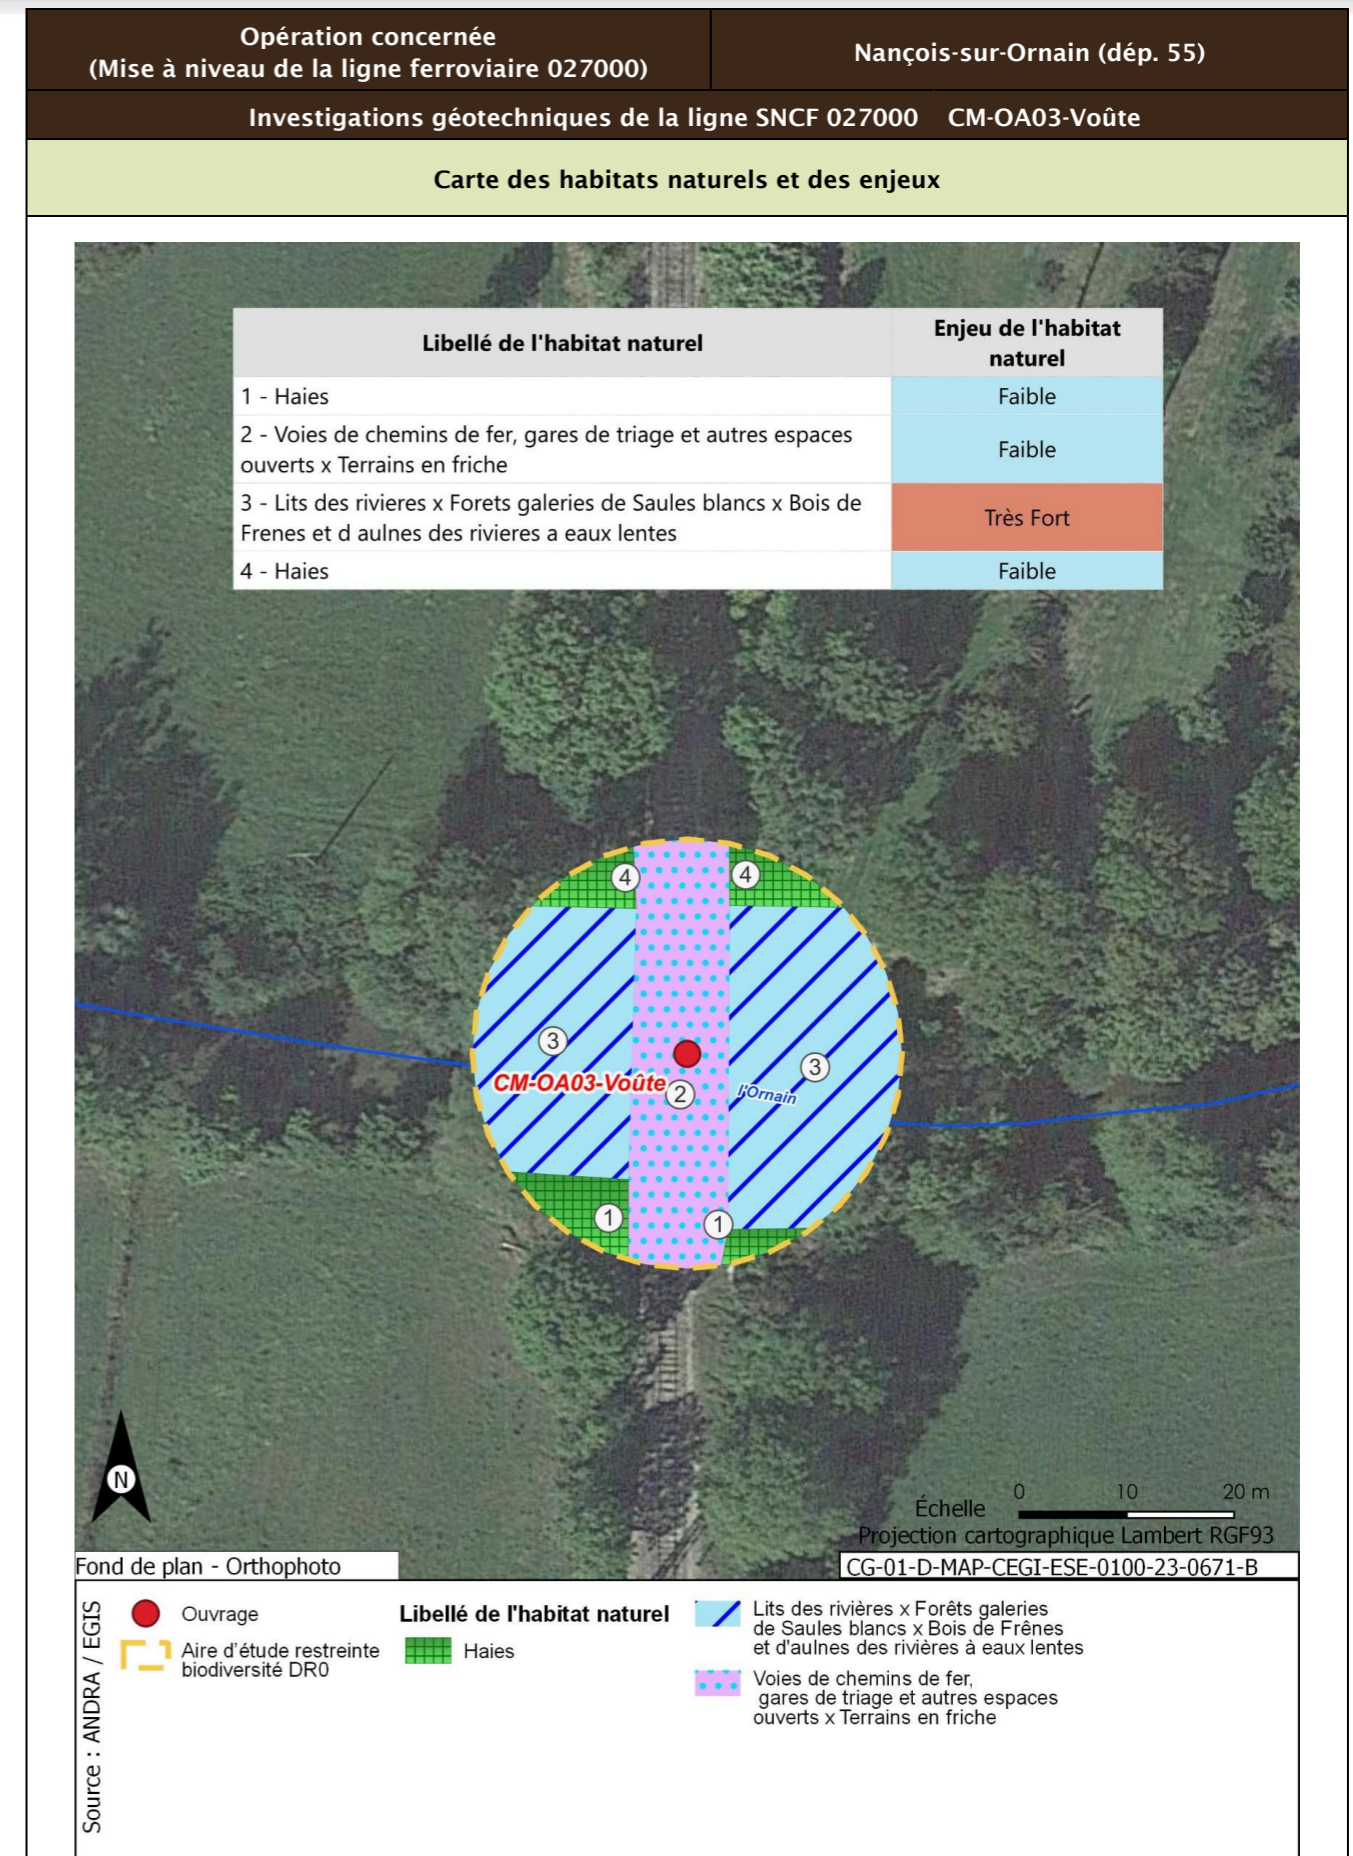 Opération concernée
(Mise à niveau de la ligne ferroviaire 027000)
Nançois-sur-Ornain (dép. 55)
Investigations géotechniques de la ligne SNCF 027000 CM-OA03-Voûte
Carte des habitats naturels et des enjeux
Libellé de l'habitat naturel
Enjeu de l'habitat
naturel
1 - Haies
Faible
2 - Voies de chemins de fer, gares de triage et autres espaces
ouverts x Terrains en friche
Faible
3 - Lits des rivieres x Forets galeries de Saules blancs x Bois de
Frenes et d aulnes des rivieres a eaux lentes
Très Fort
4 - Haies
Faible
4
4
3
3
CM-OA03-Voûte
2
l'Ornain
1
1
N
Échelle
0 10 20 m
Projection cartographique Lambert RGF93
Fond de plan - Orthophoto
CG-01-D-MAP-CEGI-ESE-0100-23-0671-B
Source : ANDRA / EGIS
Ouvrage
Aire d'étude restreinte
biodiversité DR0
Libellé de l'habitat naturel
Haies
Lits des rivières x Forêts galeries
de Saules blancs x Bois de Frênes
et d'aulnes des rivières à eaux lentes
Voies de chemins de fer,
gares de triage et autres espaces
ouverts x Terrains en friche